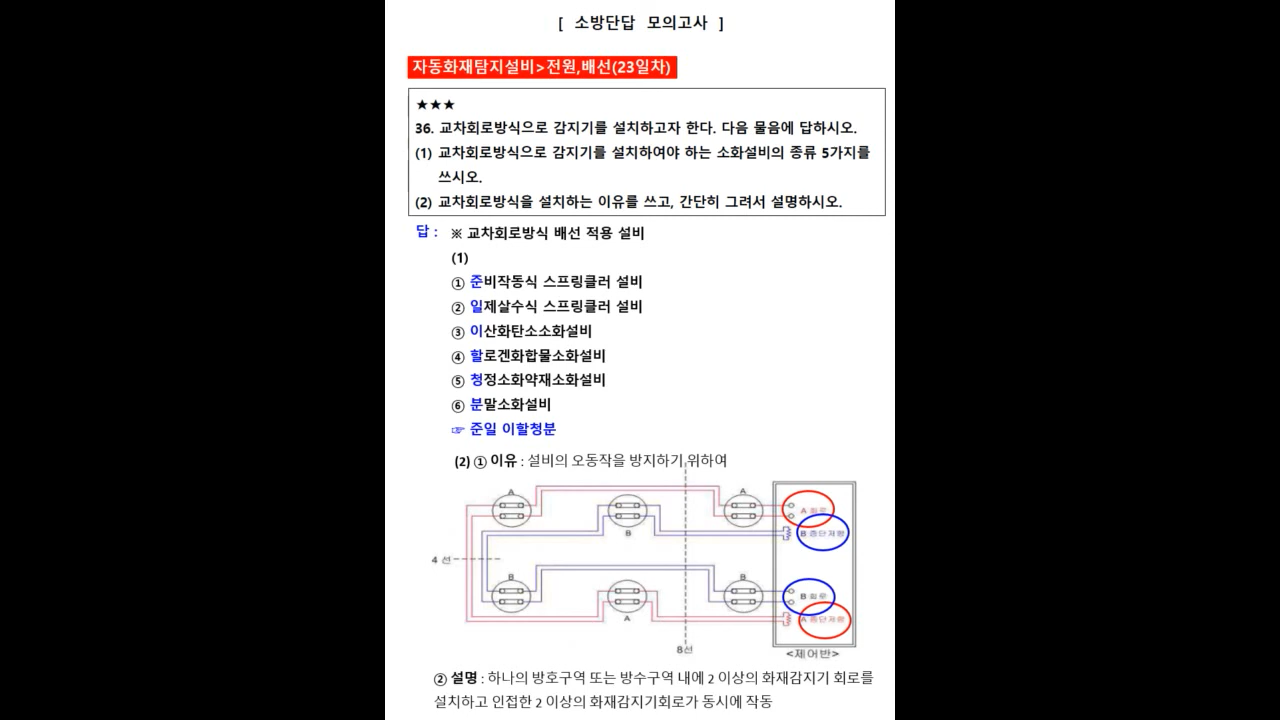 [ 소방단답 모의고사 ]
자동화재탐지설비>전원,배선(23일차)
★★★
36. 교차회로방식으로 감지기를 설치하고자 한다. 다음 물음에 답하시오.
(1) 교차회로방식으로 감지기를 설치하여야 하는 소화설비의 종류 5가지를
쓰시오.
(2) 교차회로방식을 설치하는 이유를 쓰고, 간단히 그려서 설명하시오.
답 : ※ 교차회로방식 배선 적용 설비
(1)
① 준비작동식 스프링클러 설비
② 일제살수식 스프링클러 설비
③ 이산화탄소소화설비
④ 할로겐화합물소화설비
⑤ 청정소화약재소화설비
⑥ 분말소화설비
☞ 준일 이할청분
(2) ① 이유 : 설비의 오동작을 방지하기 위하여
A
A
A 회로
B
B 종단저항
4 선
B
B
B 회로
A
A 종단저항
8선
<제어반>
② 설명 : 하나의 방호구역 또는 방수구역 내에 2 이상의 화재감지기 회로를
설치하고 인접한 2 이상의 화재감지기회로가 동시에 작동